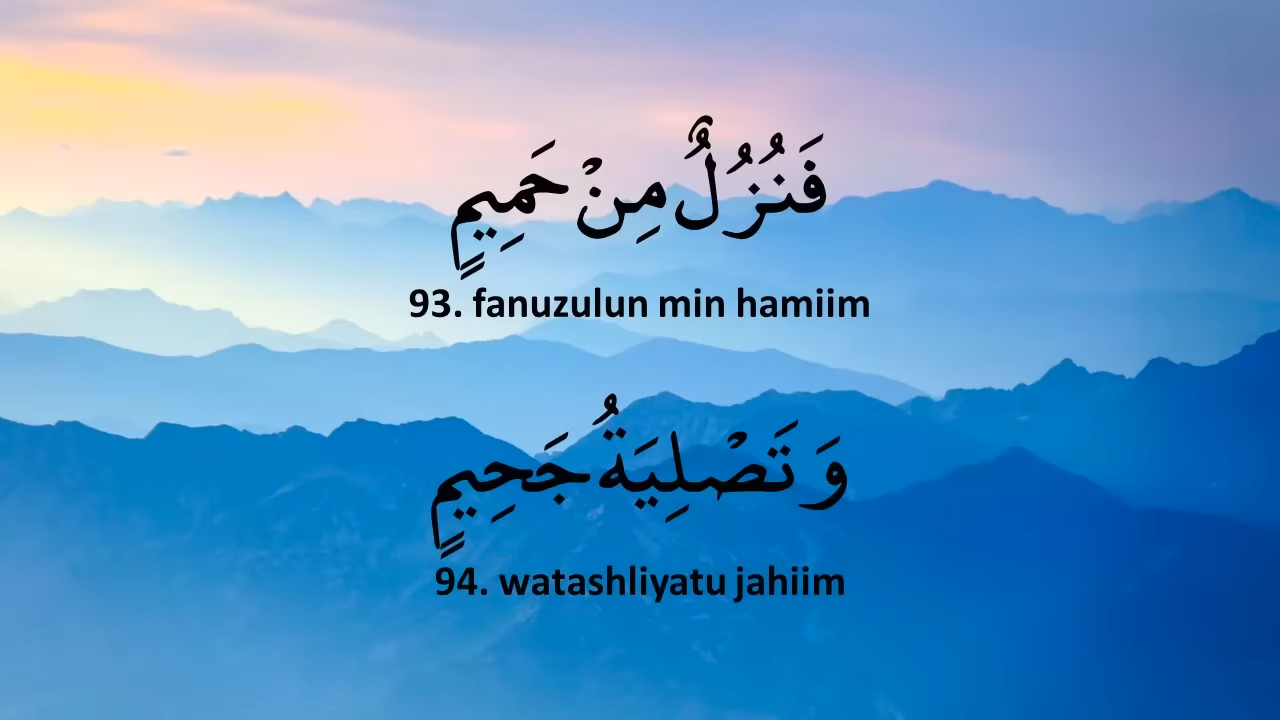 فَنُزُلٌ مِنْ حَمِيمٍ
93. fanuzulun min hamiim
وَ تَصْلِيَةُ جَحِيمٍ
94. watashliyatu jahiim